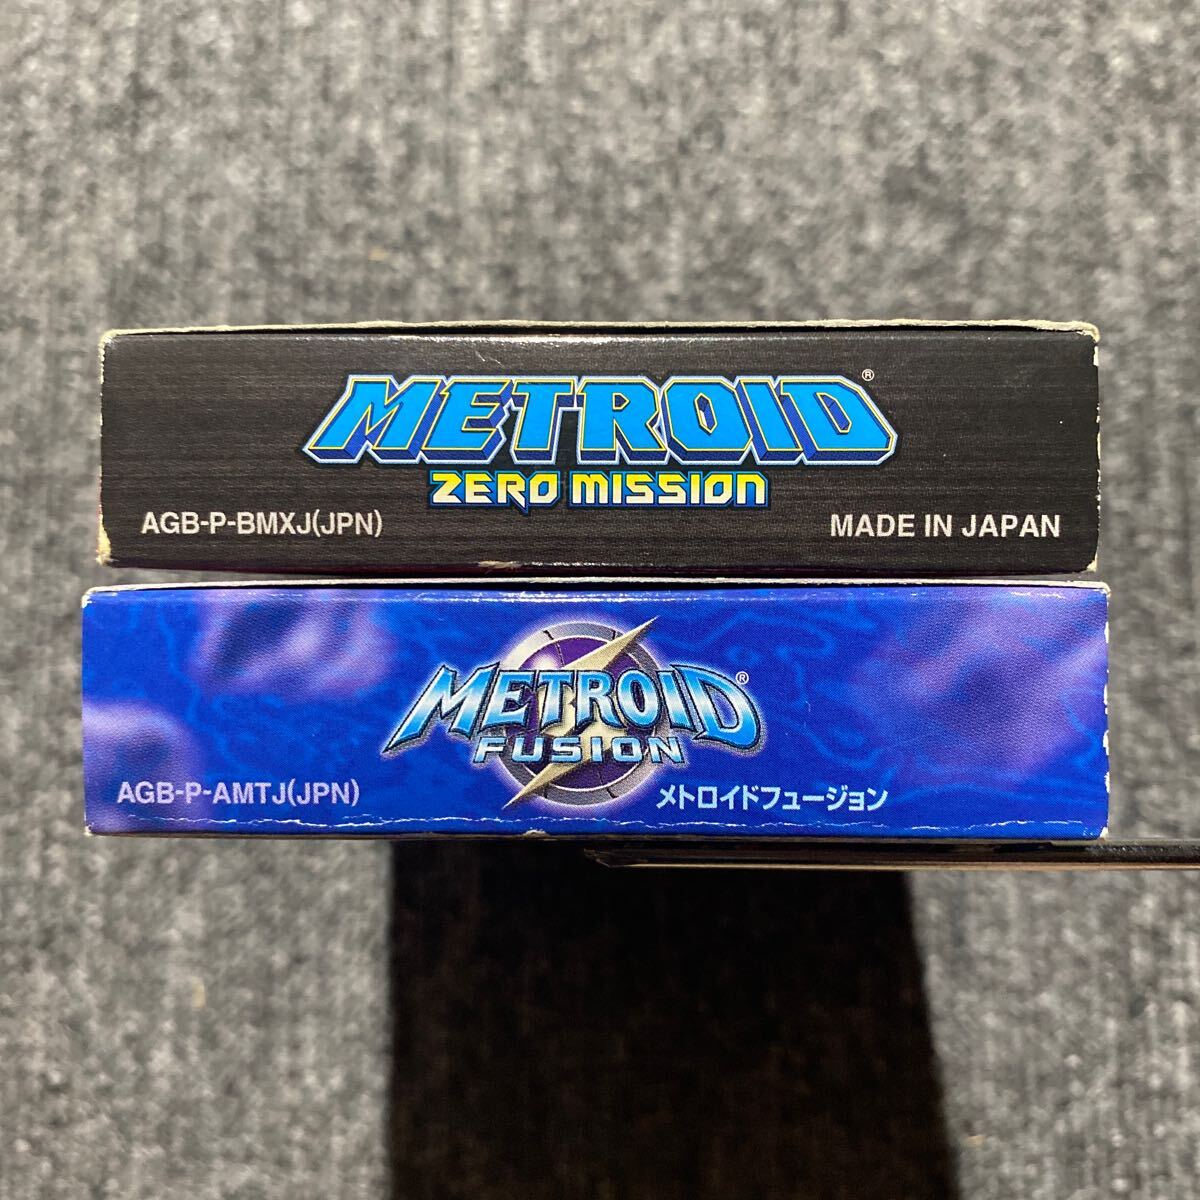 METROID®
ZERO MISSION
AGB-P-BMXJ(JPN)
MADE IN JAPAN
METROID®
FUSION
AGB-P-AMTJ(JPN)
メトロイドフュージョン